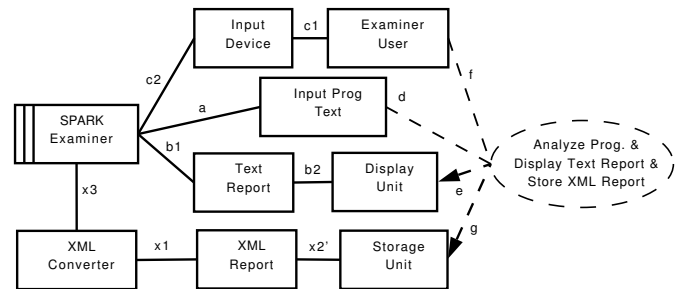 Input
Device
c1
Examiner
User
c2
f
a
Input Prog
Text
d
SPARK
Examiner
b1
Text
Report
b2
Display
Unit
e
Analyze Prog. &
Display Text Report &
Store XML Report
x3
g
XML
Converter
x1
XML
Report
x2'
Storage
Unit